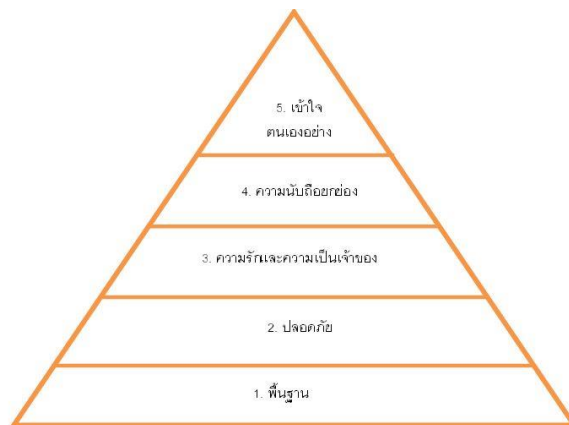 5. เข้าใจ
ตนเองอย่าง
4. ความนับถือยกย่อง
3. ความรักและความเป็นเจ้าของ
2. ปลอดภัย
1. พื้นฐาน